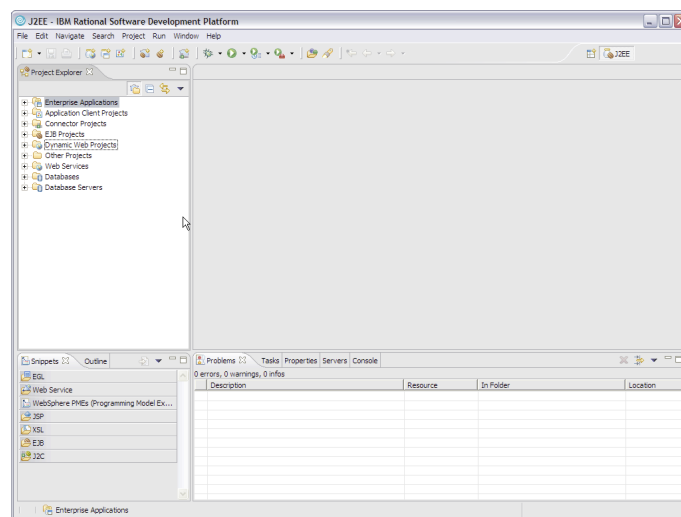 J2EE - IBM Rational Software Development Platform
File Edit Navigate Search Project Run Window Help
J2EE
Project Explorer
Enterprise Applications
Application Client Projects
Connector Projects
EJB Projects
Dynamic Web Projects
Other Projects
Web Services
Databases
Database Servers
Snippets Outline
EGL
Web Service
WebSphere PMEs (Programming Model Ex...
JSP
XSL
EJB
J2C
Problems Tasks Properties Servers Console
0 errors, 0 warnings, 0 infos
Description Resource In Folder Location
Enterprise Applications